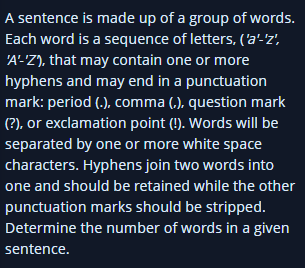 A sentence is made up of a group of words.
Each word is a sequence of letters, ('a'-'z',
'A'-'Z'), that may contain one or more
hyphens and may end in a punctuation
mark: period (.), comma (,), question mark
(?), or exclamation point (!). Words will be
separated by one or more white space
characters. Hyphens join two words into
one and should be retained while the other
punctuation marks should be stripped.
Determine the number of words in a given
sentence.